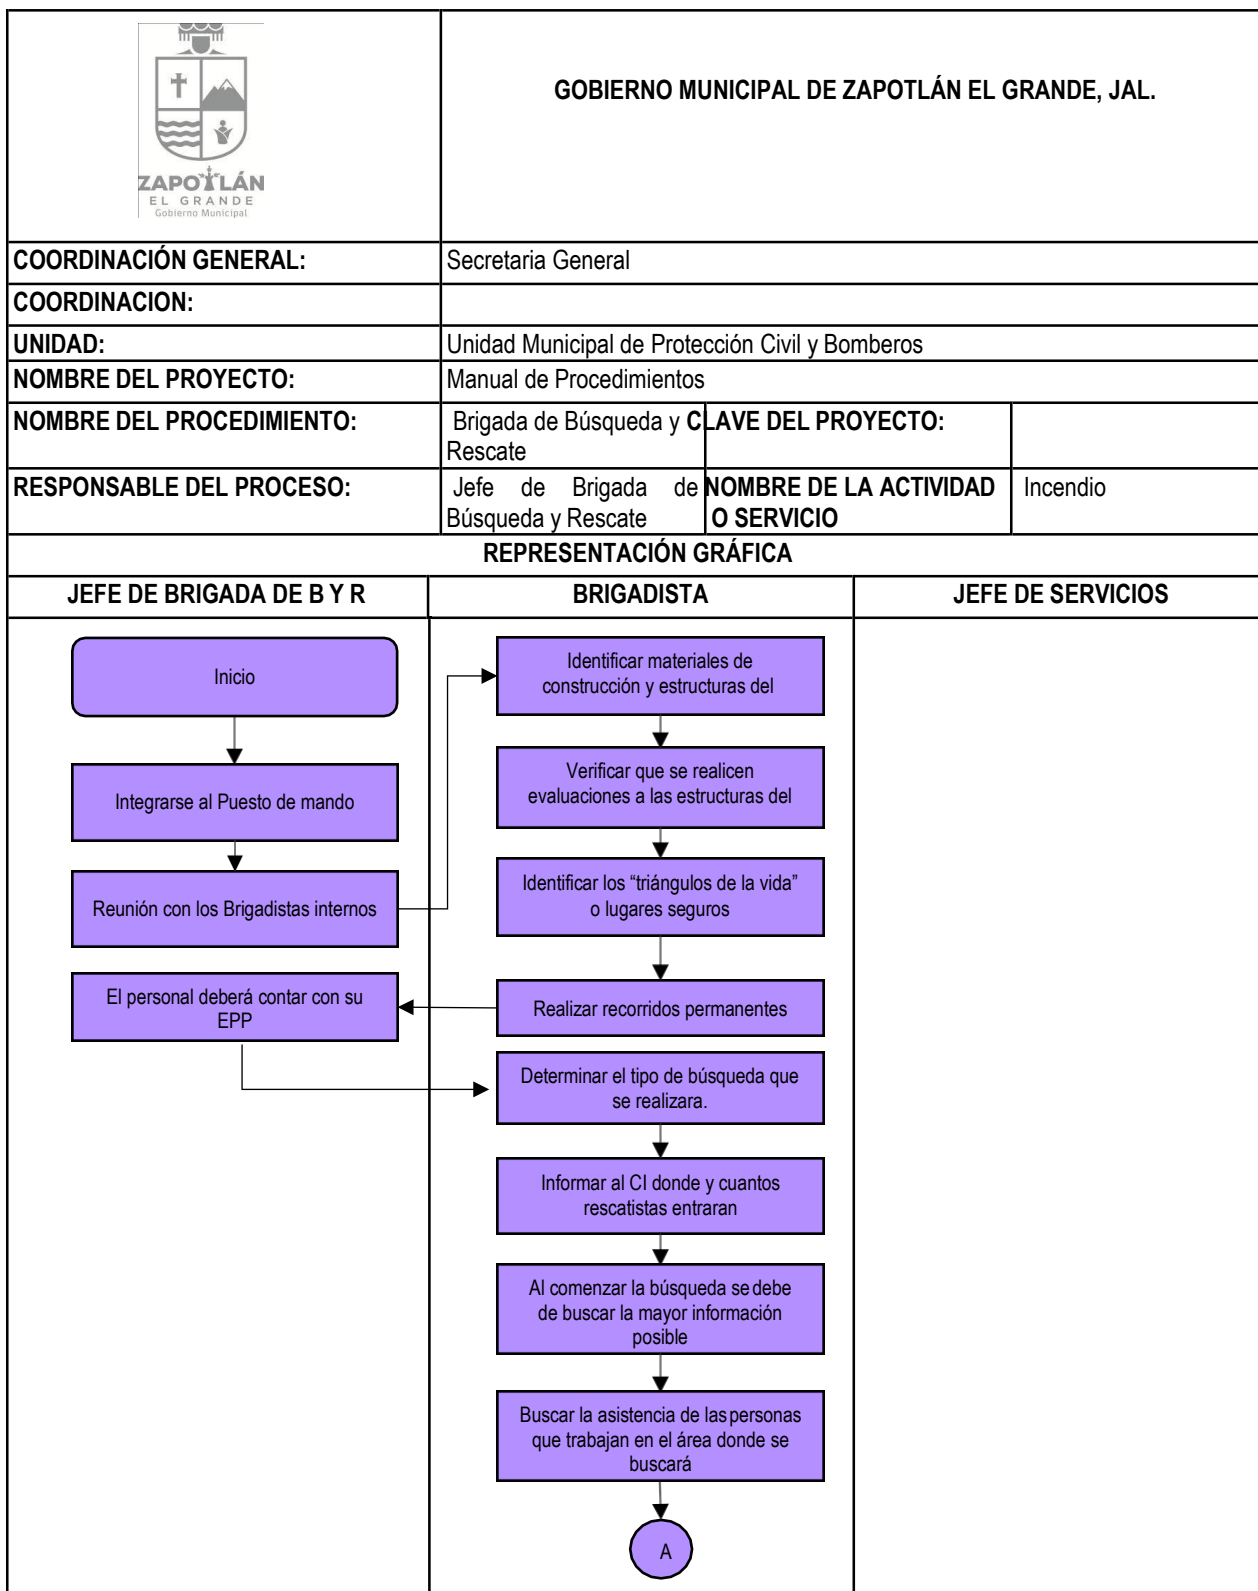 ZAPOTLÁN
EL GRANDE
Gobierno Municipal
GOBIERNO MUNICIPAL DE ZAPOTLÁN EL GRANDE, JAL.
COORDINACIÓN GENERAL:
Secretaria General
COORDINACION:
UNIDAD:
Unidad Municipal de Protección Civil y Bomberos
NOMBRE DEL PROYECTO:
Manual de Procedimientos
NOMBRE DEL PROCEDIMIENTO:
Brigada de Búsqueda y
Rescate
CLAVE DEL PROYECTO:
RESPONSABLE DEL PROCESO:
Jefe de Brigada de
Búsqueda y Rescate
NOMBRE DE LA ACTIVIDAD
O SERVICIO
Incendio
REPRESENTACIÓN GRÁFICA
JEFE DE BRIGADA DE B Y R
BRIGADISTA
JEFE DE SERVICIOS
Inicio
Integrarse al Puesto de mando
Reunión con los Brigadistas internos
Identificar materiales de
construcción y estructuras del
Verificar que se realicen
evaluaciones a las estructuras del
Identificar los “triángulos de la vida”
o lugares seguros
Realizar recorridos permanentes
El personal deberá contar con su
EPP
Determinar el tipo de búsqueda que
se realizara.
Informar al CI donde y cuantos
rescatistas entraran
Al comenzar la búsqueda se debe
de buscar la mayor información
posible
Buscar la asistencia de las personas
que trabajan en el área donde se
buscará
A